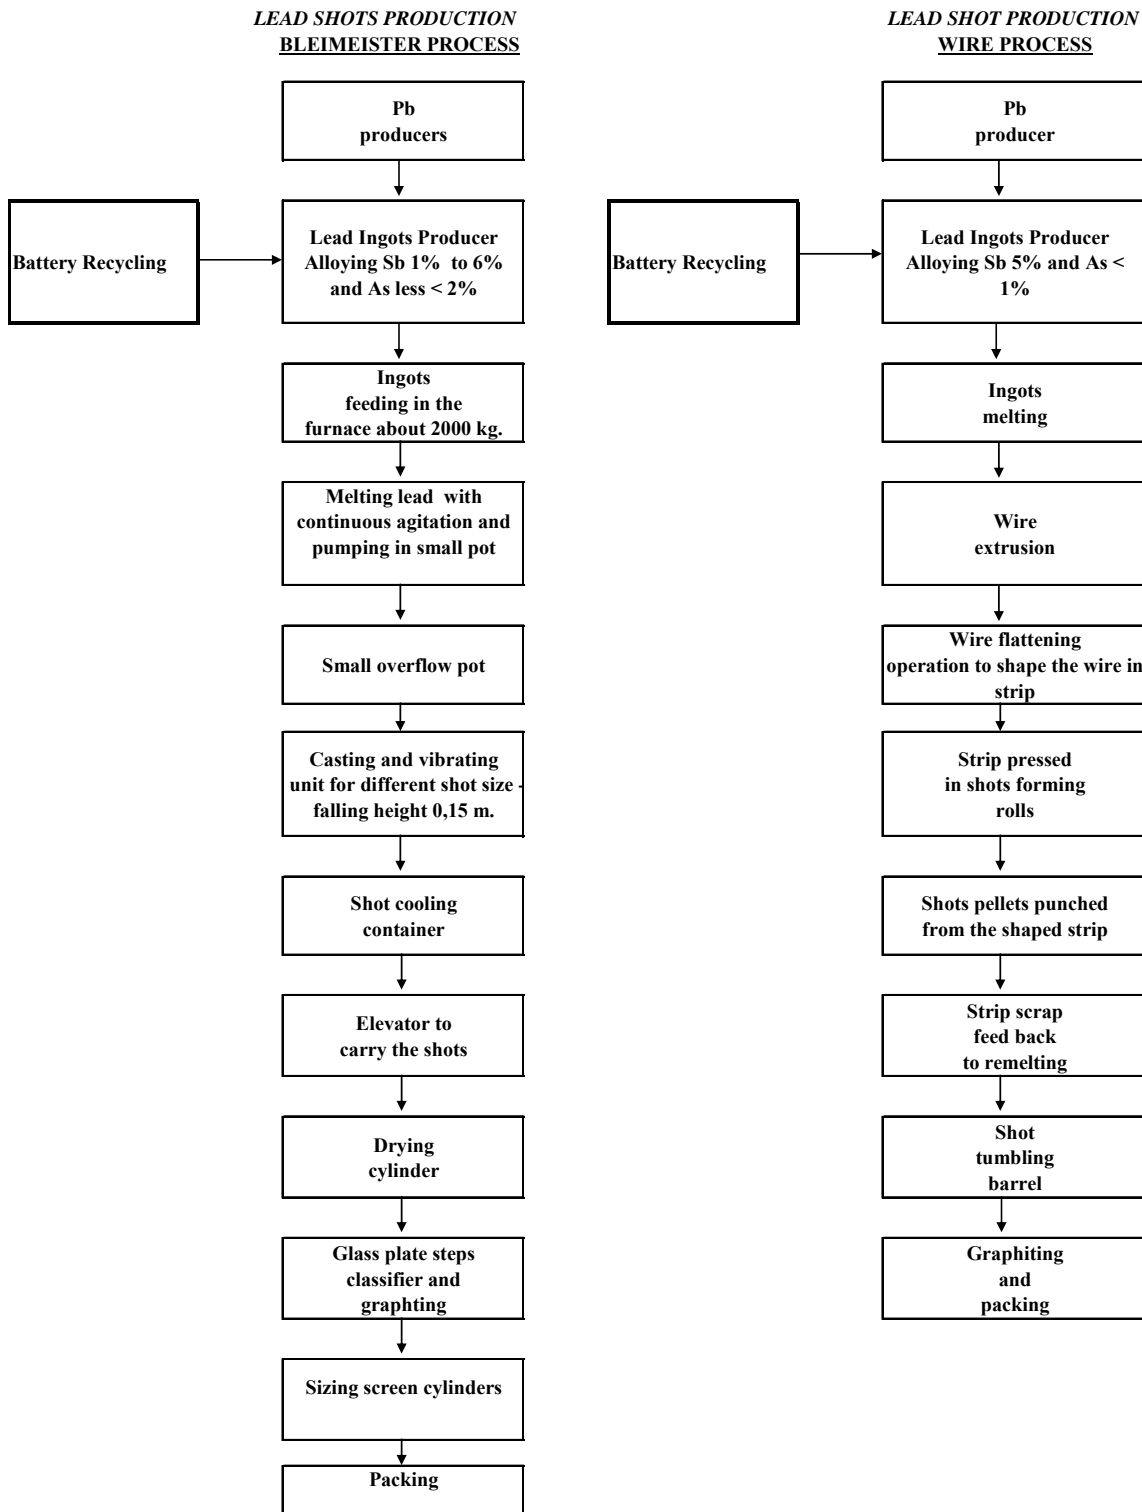 LEAD SHOTS PRODUCTION
BLEIMEISTER PROCESS
Pb
producers
Battery Recycling
Lead Ingots Producer
Alloying Sb 1%  to 6%
and As less < 2%
Ingots
feeding in the
furnace about 2000 kg.
Melting lead  with
continuous agitation and
pumping in small pot
Small overflow pot
Casting and vibrating
unit for different shot size -
falling height 0,15 m.
Shot cooling
container
Elevator to
carry the shots
Drying
cylinder
Glass plate steps
classifier and
graphting
Sizing screen cylinders
Packing
LEAD SHOT PRODUCTION
WIRE PROCESS
Pb
producer
Battery Recycling
Lead Ingots Producer
Alloying Sb 5% and As <
1%
Ingots
melting
Wire
extrusion
Wire flattening
operation to shape the wire in
strip
Strip pressed
in shots forming
rolls
Shots pellets punched
from the shaped strip
Strip scrap
feed back
to remelting
Shot
tumbling
barrel
Graphiting
and
packing